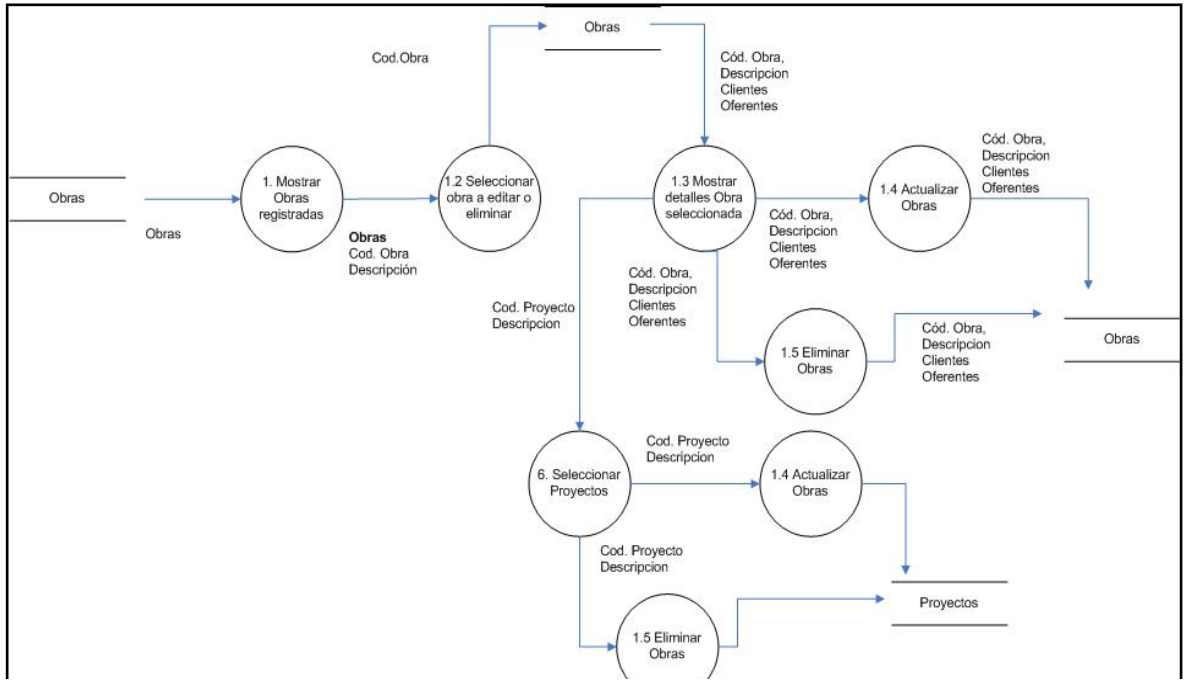 Obras
Cod.Obra
Cód. Obra,
Descripcion
Clientes
Oferentes
Obras
Obras
1. Mostrar
Obras
registradas
Obras
Cod. Obra
Descripción
1.2 Seleccionar
obra a editar o
eliminar
1.3 Mostrar
detalles Obra
seleccionada
Cód. Obra,
Descripcion
Clientes
Oferentes
1.4 Actualizar
Obras
Cód. Obra,
Descripcion
Clientes
Oferentes
Cód. Obra,
Descripcion
Clientes
Oferentes
1.5 Eliminar
Obras
Cód. Obra,
Descripcion
Clientes
Oferentes
Obras
Cod. Proyecto
Descripcion
6. Seleccionar
Proyectos
Cod. Proyecto
Descripcion
1.4 Actualizar
Obras
Cod. Proyecto
Descripcion
1.5 Eliminar
Obras
Proyectos